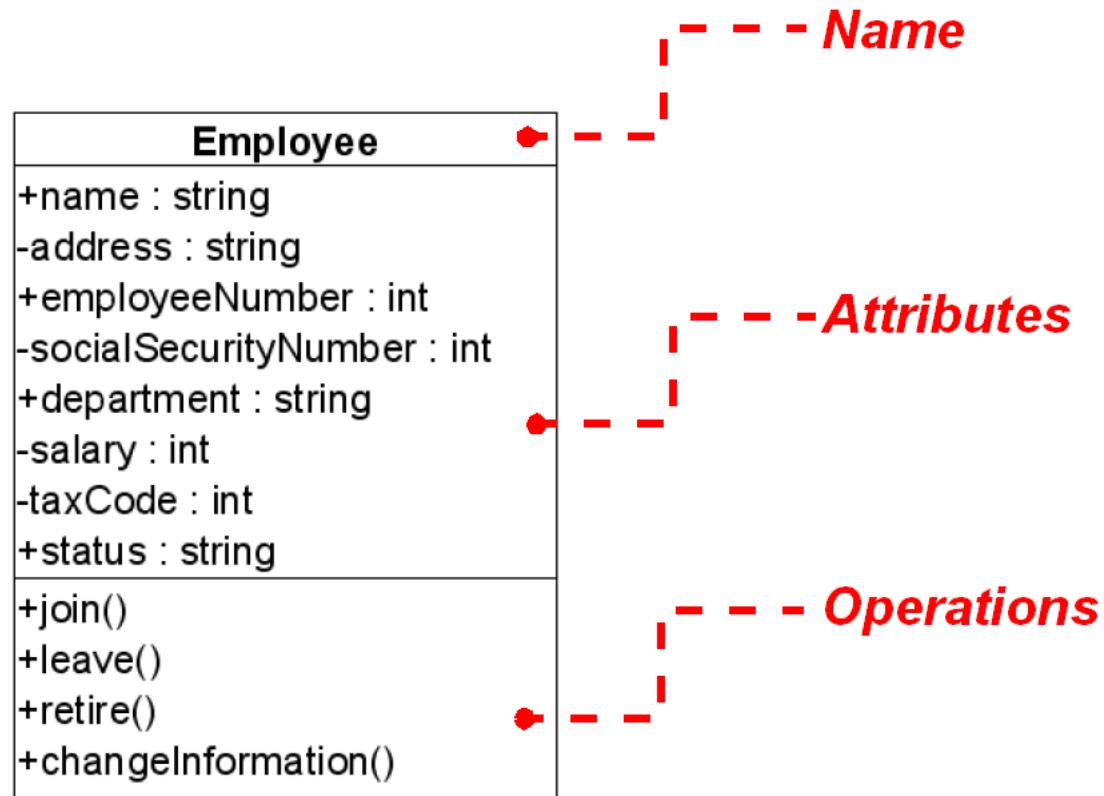 Name
Employee
+name : string
-address : string
+employeeNumber : int
-socialSecurityNumber : int
+department : string
-salary : int
-taxCode : int
+status : string
Attributes
+join()
+leave()
+retire()
+changeInformation()
Operations